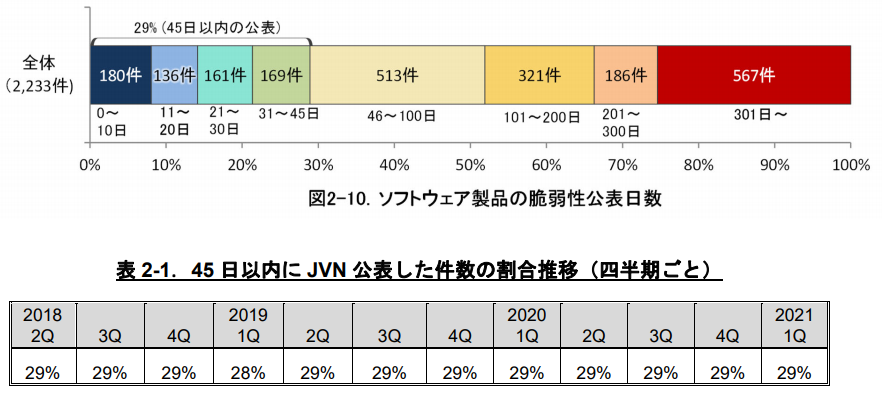 29%(45日以内の公表)
全体
(2,233件)
180件 136件 161件 169件 513件 321件 186件 567件
0～
10日
11～
20日
21～
30日
31～45日
46～100日
101～200日
201～
300日
301日～
0% 10% 20% 30% 40% 50% 60% 70% 80% 90% 100%
図2-10. ソフトウェア製品の脆弱性公表日数
表 2-1. 45 日以内に JVN 公表した件数の割合推移（四半期ごと）
2018
2Q 3Q 4Q
2019
1Q 2Q 3Q 4Q
2020
1Q 2Q 3Q 4Q
2021
1Q
29% 29% 29% 28% 29% 29% 29% 29% 29% 29% 29% 29%